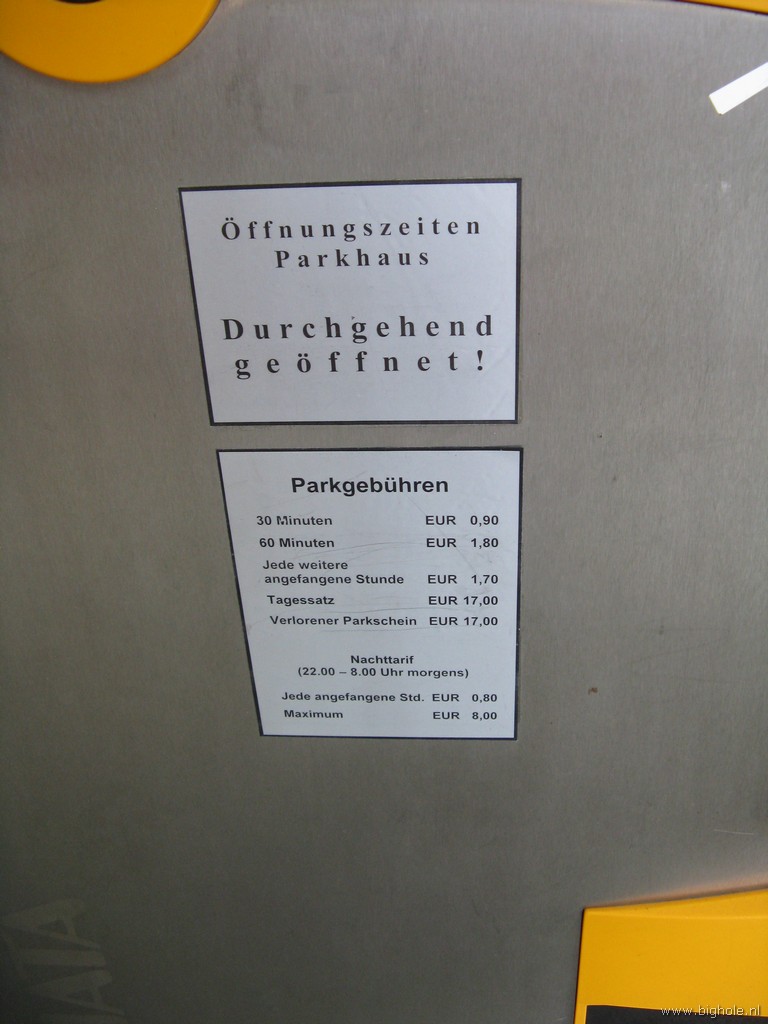 Öffnungszeiten
Parkhaus
Durchgehend
geöffnet!
Parkgebühren
30 Minuten EUR 0,90
60 Minuten EUR 1,80
Jede weitere
angefangene Stunde EUR 1,70
Tagessatz EUR 17,00
Verlorener Parkschein EUR 17,00
Nachttarif
(22.00 – 8.00 Uhr morgens)
Jede angefangene Std. EUR 0,80
Maximum EUR 8,00
www.bighole.nl